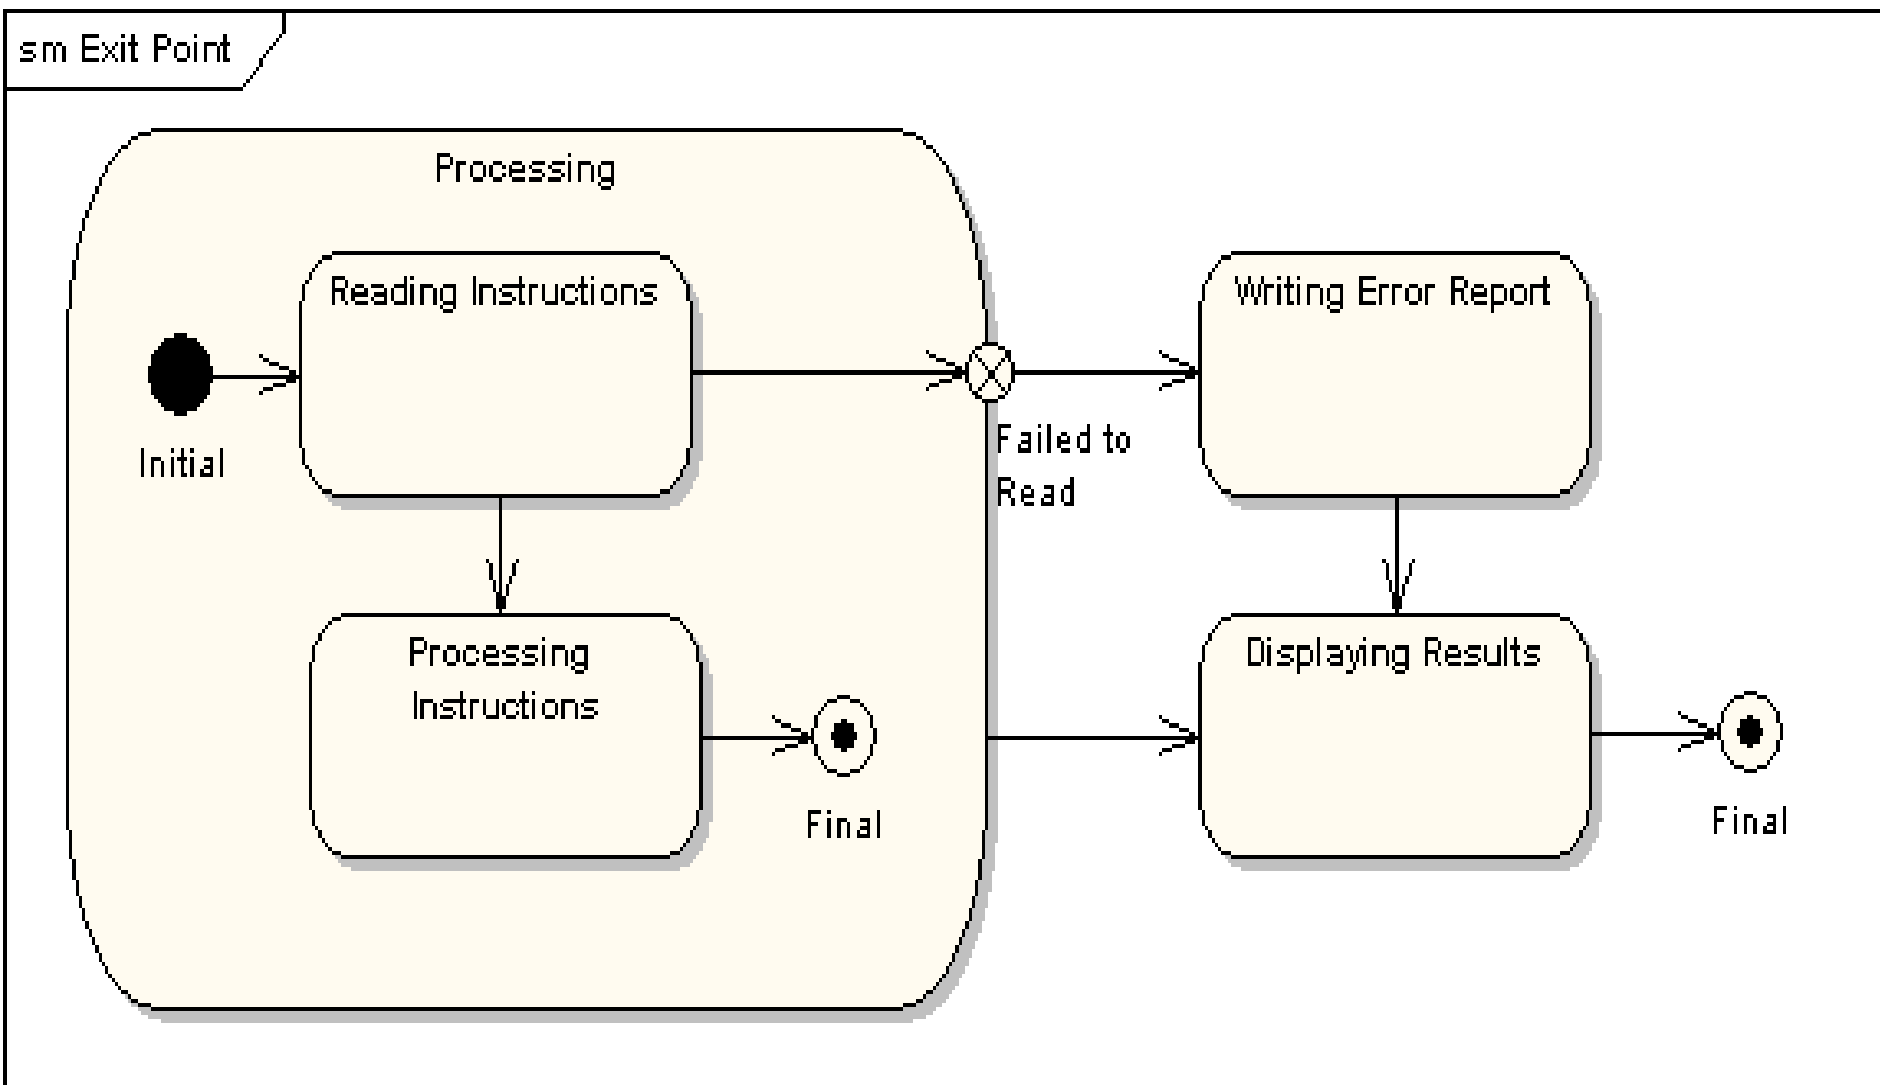 sm Exit Point
Processing
Reading Instructions
Writing Error Report
Initial
Failed to
Read
Processing
Instructions
Displaying Results
Final
Final